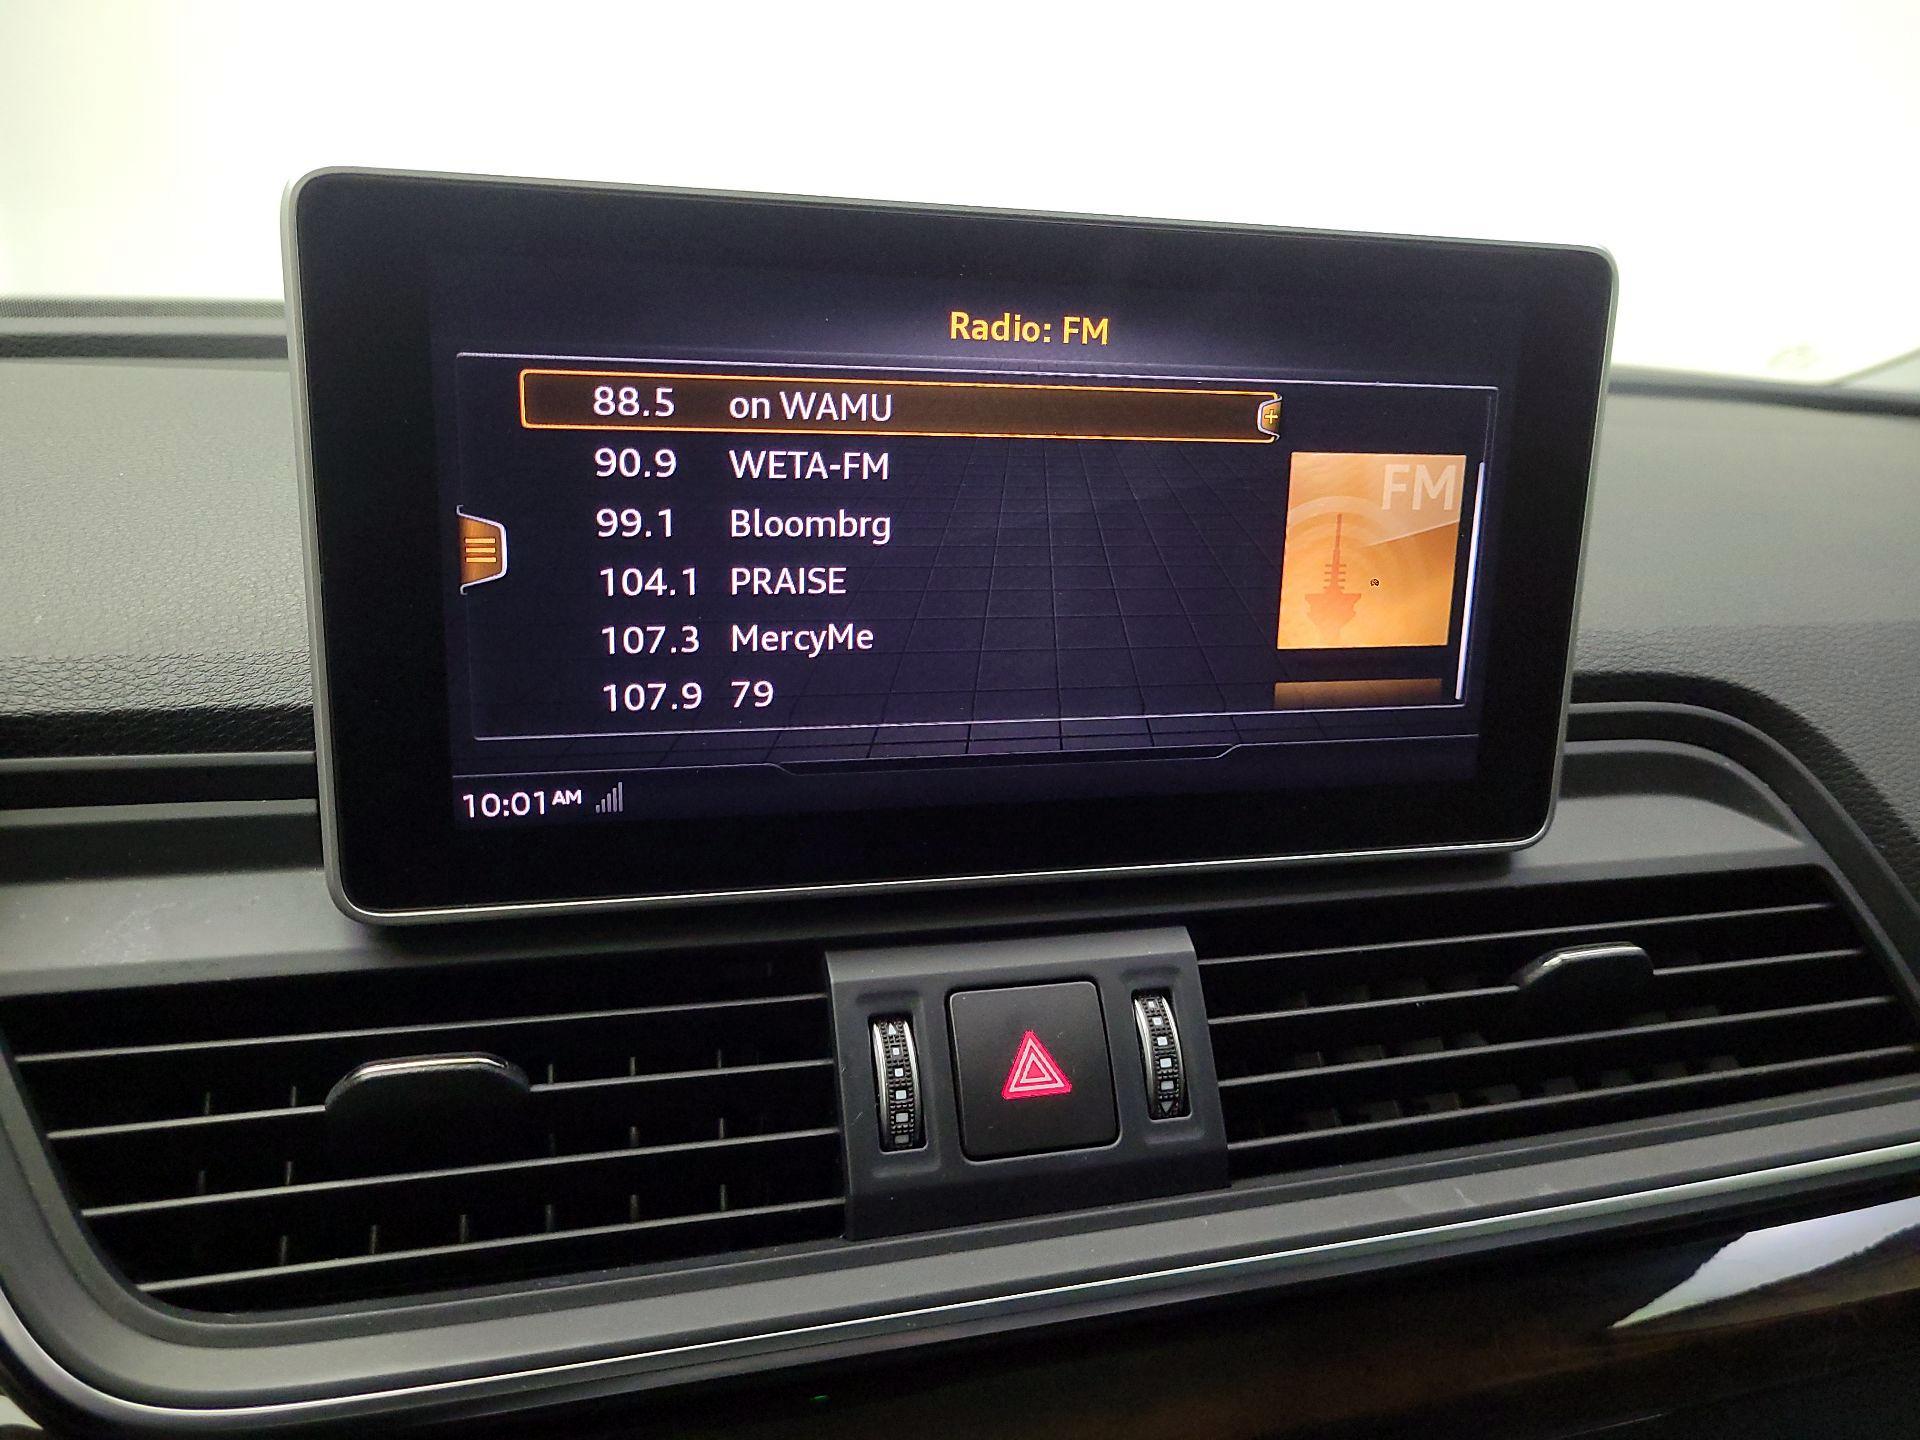 Radio: FM
88.5 on WAMU
90.9 WETA-FM
99.1 Bloombrg
104.1 PRAISE
107.3 MercyMe
107.9 79
FM
10:01 AM